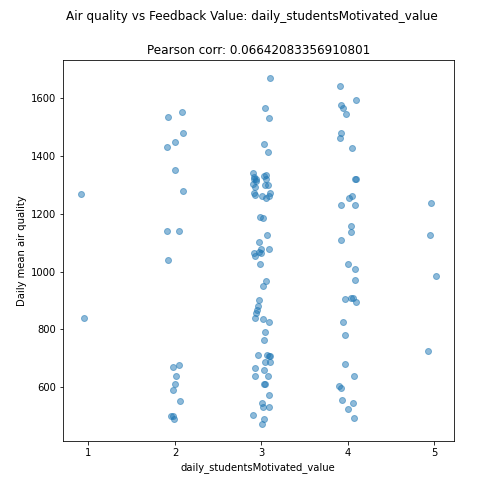 Air quality vs Feedback Value: daily_studentsMotivated_value
Pearson corr: 0.06642083356910801
1600
1400
1200
1000
800
600
Daily mean air quality
1 2 3 4 5
daily_studentsMotivated_value